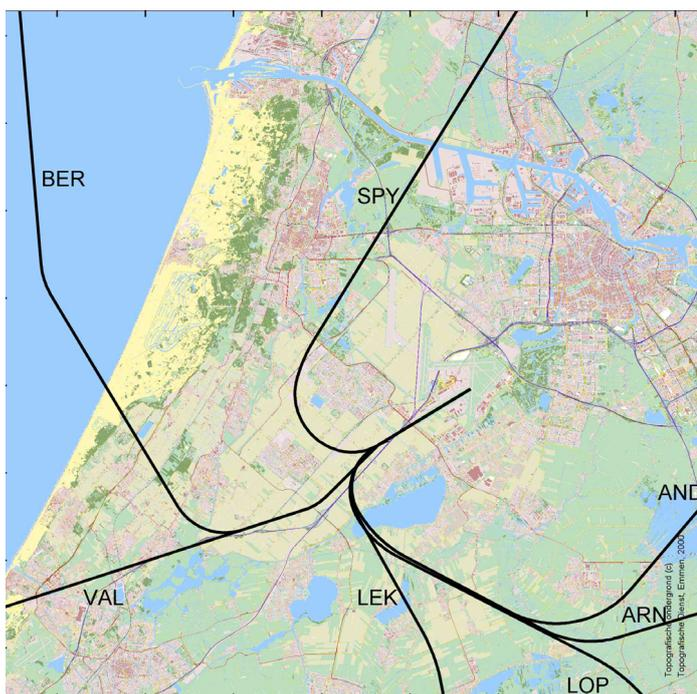 BER
SPY
AND
VAL
LEK
ARN
LOP
Topografische ondergrond (c)
Topografische Dienst, Emmen, 2000